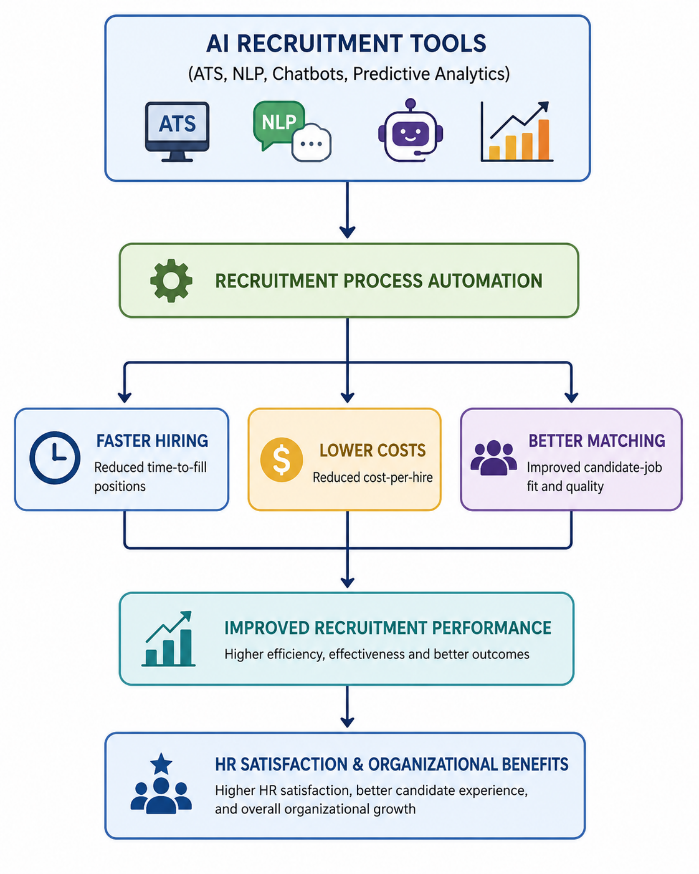 AI RECRUITMENT TOOLS
(ATS, NLP, Chatbots, Predictive Analytics)
ATS
NLP
RECRUITMENT PROCESS AUTOMATION
FASTER HIRING
Reduced time-to-fill
positions
LOWER COSTS
Reduced cost-per-hire
BETTER MATCHING
Improved candidate-job
fit and quality
IMPROVED RECRUITMENT PERFORMANCE
Higher efficiency, effectiveness and better outcomes
HR SATISFACTION & ORGANIZATIONAL BENEFITS
Higher HR satisfaction, better candidate experience,
and overall organizational growth